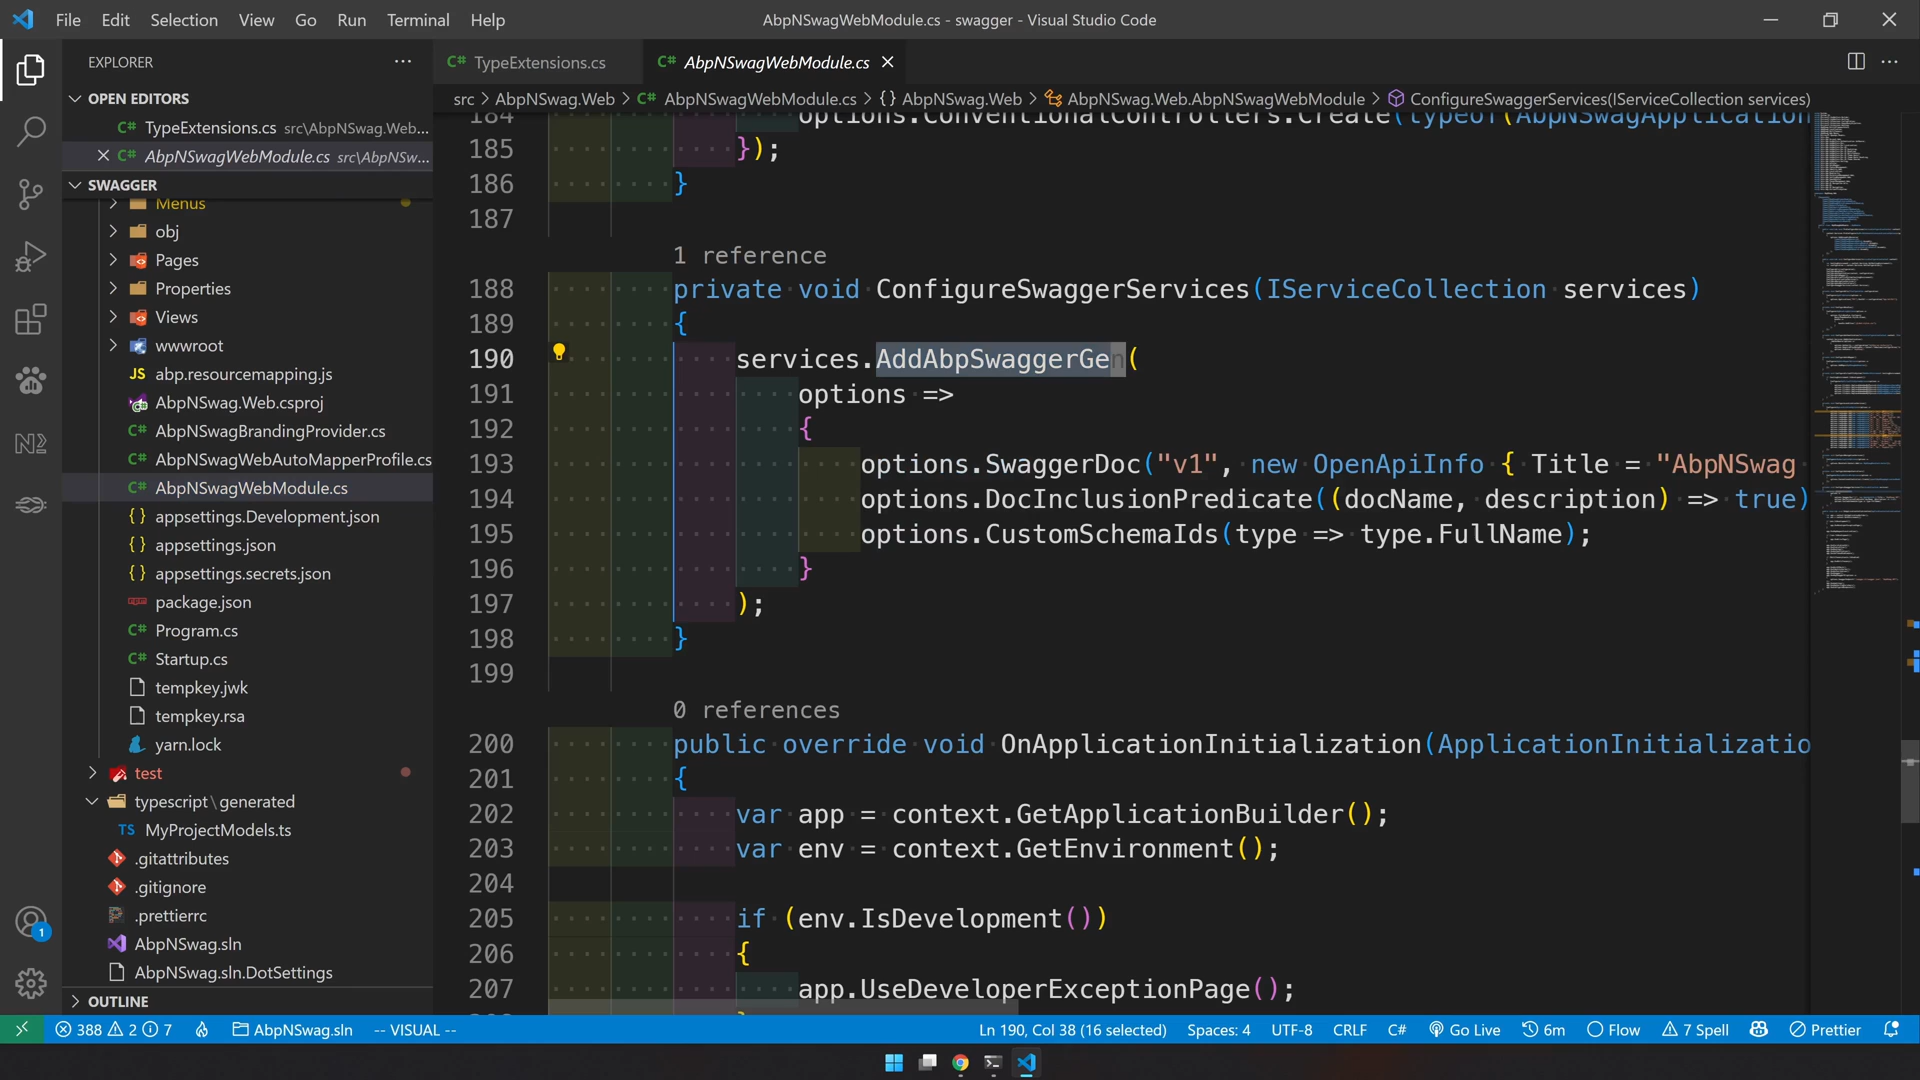 File Edit Selection View Go Run Terminal Help
AbpNSwagWebModule.cs - swagger - Visual Studio Code
EXPLORER
OPEN EDITORS
C# TypeExtensions.cs src\AbpNSwag.Web...
C# AbpNSwagWebModule.cs src\AbpNSw...
SWAGGER
Menus
obj
Pages
Properties
Views
wwwroot
JS abp.resourcemapping.js
AbpNSwag.Web.csproj
C# AbpNSwagBrandingProvider.cs
C# AbpNSwagWebAutoMapperProfile.cs
C# AbpNSwagWebModule.cs
{} appsettings.Development.json
{} appsettings.json
{} appsettings.secrets.json
package.json
C# Program.cs
C# Startup.cs
tempkey.jwk
tempkey.rsa
yarn.lock
test
typescript\generated
TS MyProjectModels.ts
.gitattributes
.gitignore
.prettierrc
AbpNSwag.sln
AbpNSwag.sln.DotSettings
OUTLINE
C# TypeExtensions.cs
C# AbpNSwagWebModule.cs
src > AbpNSwag.Web > C# AbpNSwagWebModule.cs > {} AbpNSwag.Web > AbpNSwag.Web.AbpNSwagWebModule > ConfigureSwaggerServices(IServiceCollection services)
184 options.ConventionalControllers.Create(typeof(AbpNSwagApplication
185 });
186 }
187
1 reference
188 private void ConfigureSwaggerServices(IServiceCollection services)
189 {
190 services.AddAbpSwaggerGen(
191 options =>
192 {
193 options.SwaggerDoc("v1", new OpenApiInfo { Title = "AbpNSwag
194 options.DocInclusionPredicate((docName, description) => true)
195 options.CustomSchemaIds(type => type.FullName);
196 }
197 );
198 }
199
0 references
200 public override void OnApplicationInitialization(ApplicationInitializatio
201 {
202 var app = context.GetApplicationBuilder();
203 var env = context.GetEnvironment();
204
205 if (env.IsDevelopment())
206 {
207 app.UseDeveloperExceptionPage();
1
388 2 7 AbpNSwag.sln -- VISUAL -- Ln 190, Col 38 (16 selected) Spaces: 4 UTF-8 CRLF C# Go Live 6m Flow 7 Spell Prettier